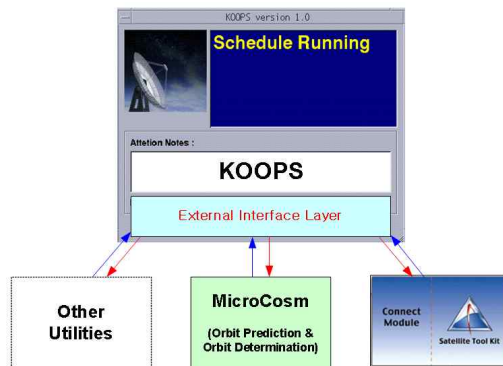 KOOPS version 1.0
Schedule Running
Attetion Notes :
KOOPS
External Interface Layer
Other
Utilities
MicroCosm
(Orbit Prediction &
Orbit Determination)
Connect
Module
Satellite Tool Kit